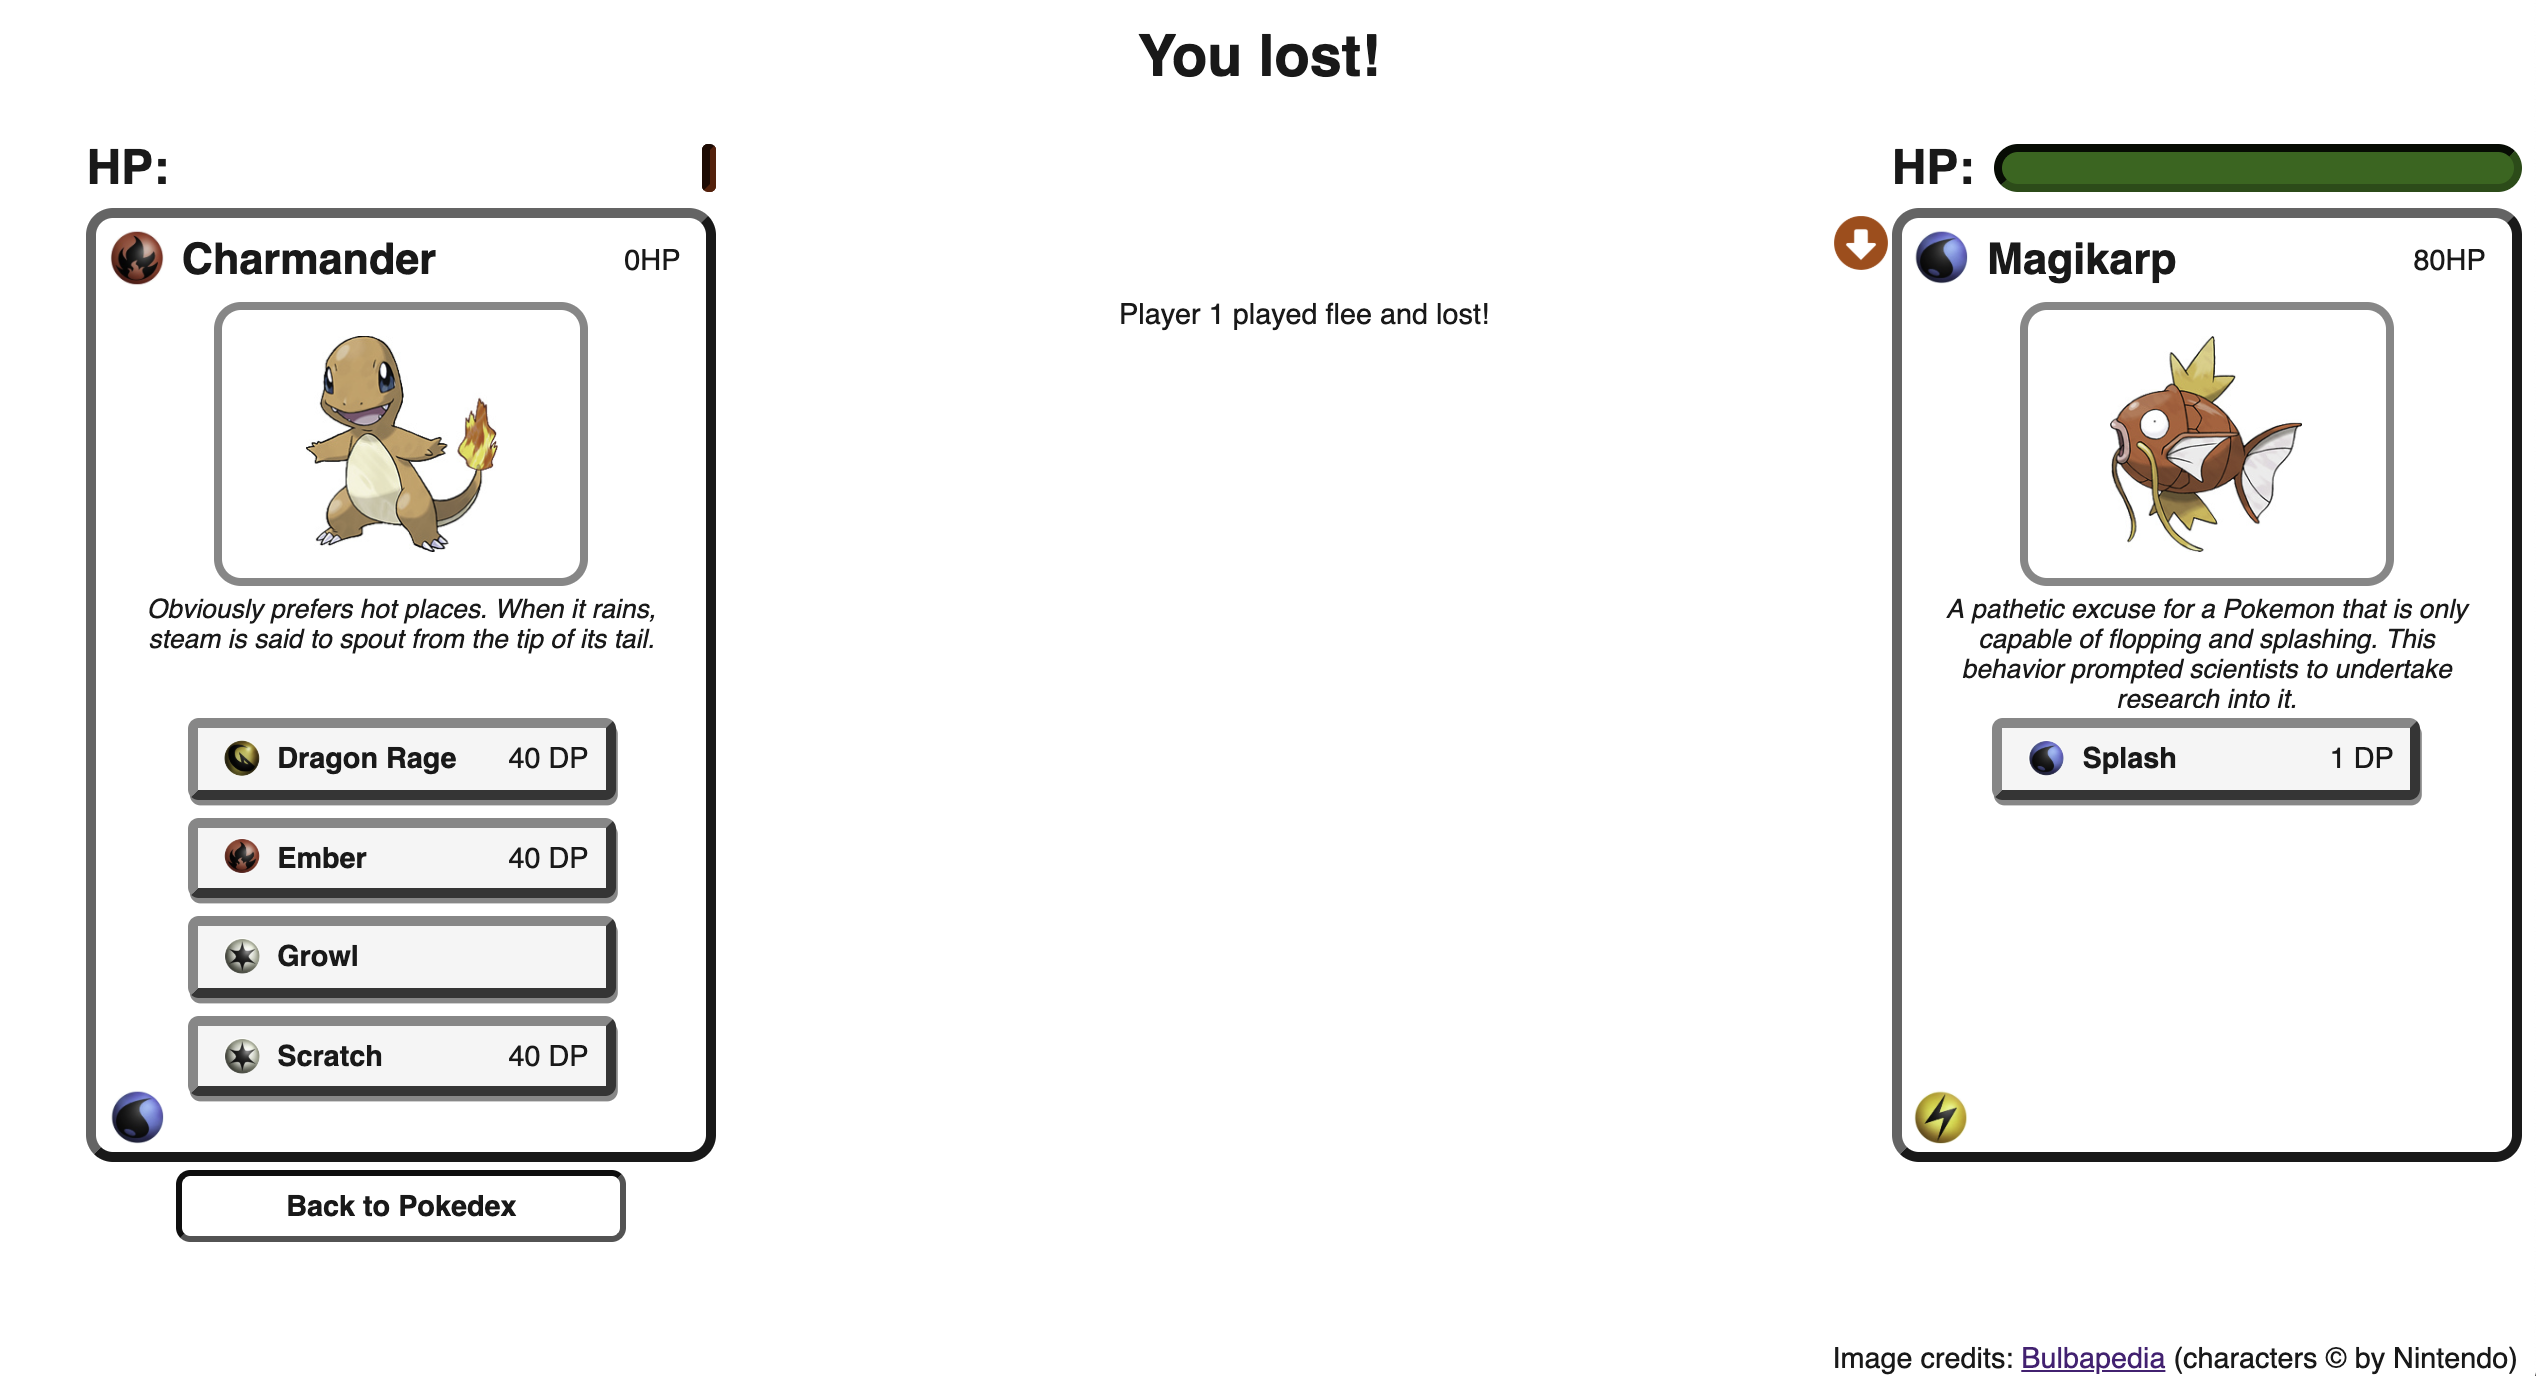 You lost!
HP:
Charmander 0HP
Obviously prefers hot places. When it rains,
steam is said to spout from the tip of its tail.
Dragon Rage 40 DP
Ember 40 DP
Growl
Scratch 40 DP
Back to Pokedex
Player 1 played flee and lost!
HP:
Magikarp 80HP
A pathetic excuse for a Pokemon that is only
capable of flopping and splashing. This
behavior prompted scientists to undertake
research into it.
Splash 1 DP
Image credits: Bulbapedia (characters © by Nintendo)